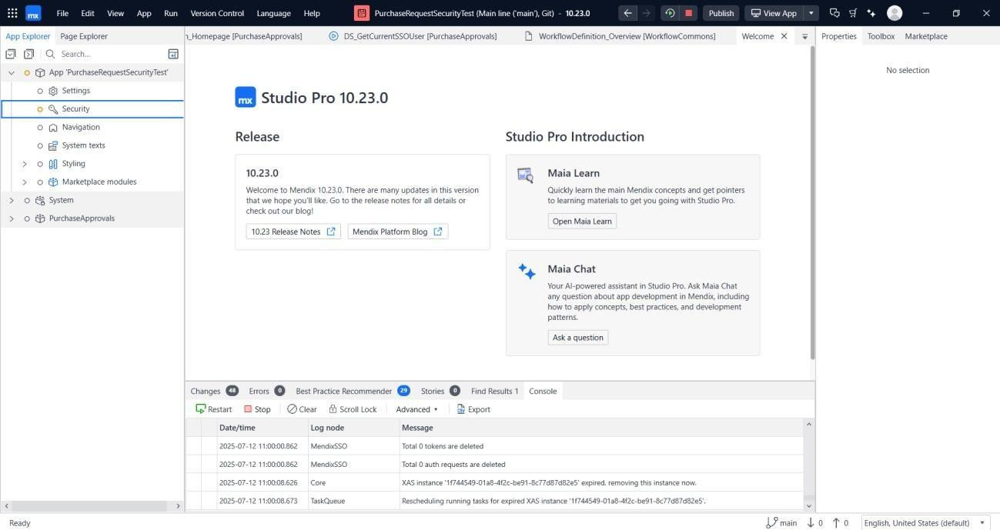 mx File Edit View App Run Version Control Language Help PurchaseRequestSecurityTest (Main line ('main'), Git) - 10.23.0 Publish View App
App Explorer Page Explorer
Search...
App 'PurchaseRequestSecurityTest'
Settings
Security
Navigation
System texts
Styling
Marketplace modules
System
PurchaseApprovals
n_Homepage [PurchaseApprovals] DS_GetCurrentSSOUser [PurchaseApprovals] WorkflowDefinition_Overview [WorkflowCommons] Welcome
mx Studio Pro 10.23.0
Release
10.23.0
Welcome to Mendix 10.23.0. There are many updates in this version
that we hope you'll like. Go to the release notes for all details or
check out our blog!
10.23 Release Notes Mendix Platform Blog
Studio Pro Introduction
Maia Learn
Quickly learn the main Mendix concepts and get pointers
to learning materials to get you going with Studio Pro.
Open Maia Learn
Maia Chat
Your AI-powered assistant in Studio Pro. Ask Maia Chat
any question about app development in Mendix, including
how to apply concepts, best practices, and development
patterns.
Ask a question
Properties Toolbox Marketplace
No selection
Changes 48 Errors 0 Best Practice Recommender 29 Stories 0 Find Results 1 Console
Restart Stop Clear Scroll Lock Advanced Export
Date/time Log node Message
2025-07-12 11:00:00.862 MendixSSO Total 0 tokens are deleted
2025-07-12 11:00:00.862 MendixSSO Total 0 auth requests are deleted
2025-07-12 11:00:08.626 Core XAS instance '1f744549-01a8-4f2c-be91-8c77d87d82e5' expired, removing this instance now.
2025-07-12 11:00:08.673 TaskQueue Rescheduling running tasks for expired XAS instance '1f744549-01a8-4f2c-be91-8c77d87d82e5'.
Ready main 0 0 English, United States (default)